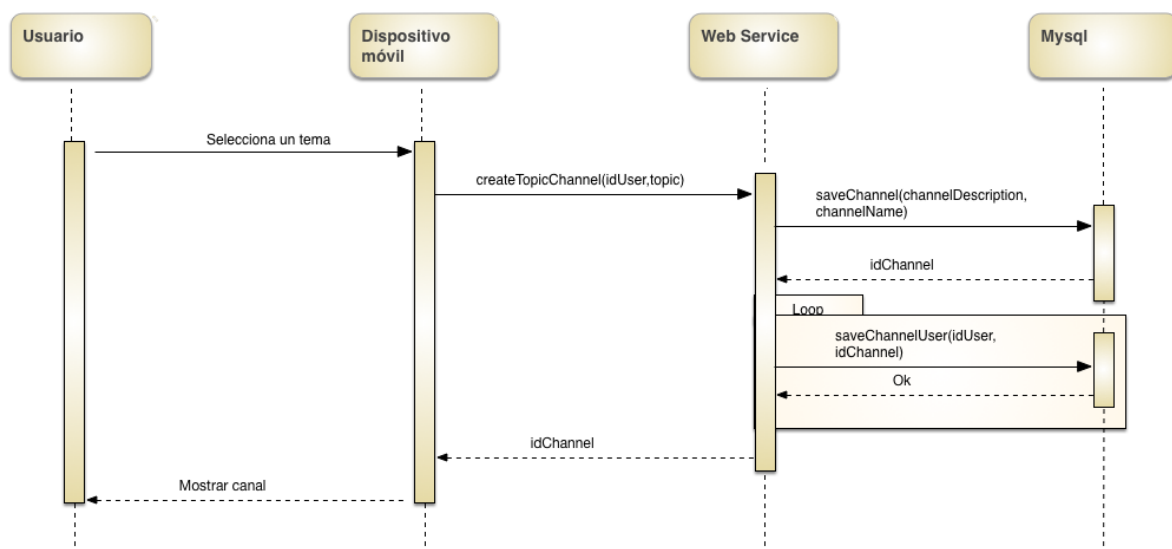 Usuario
Dispositivo
móvil
Web Service
Mysql
Selecciona un tema
createTopicChannel(idUser,topic)
saveChannel(channelDescription,
channelName)
idChannel
Loop
saveChannelUser(idUser,
idChannel)
Ok
idChannel
Mostrar canal